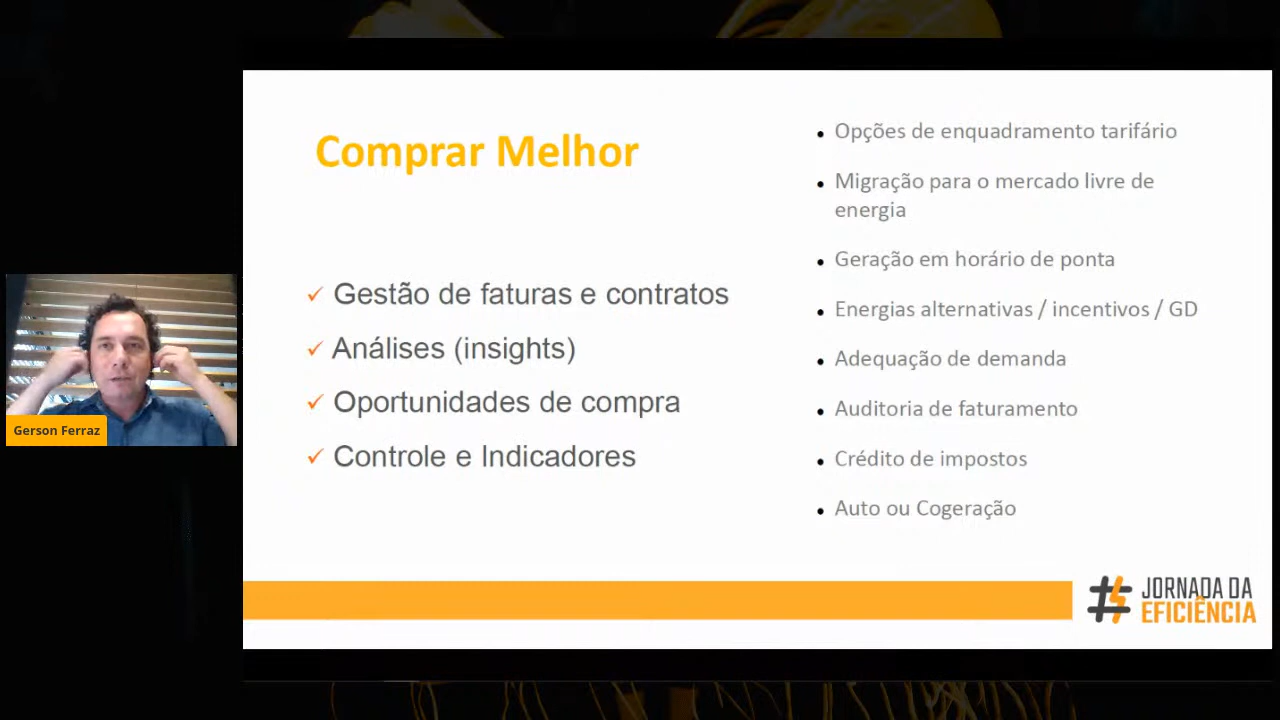 Comprar Melhor
✓ Gestão de faturas e contratos
✓ Análises (insights)
✓ Oportunidades de compra
✓ Controle e Indicadores
• Opções de enquadramento tarifário
• Migração para o mercado livre de
energia
• Geração em horário de ponta
• Energias alternativas / incentivos / GD
• Adequação de demanda
• Auditoria de faturamento
• Crédito de impostos
• Auto ou Cogeração
Gerson Ferraz
JORNADA DA
EFICIÊNCIA